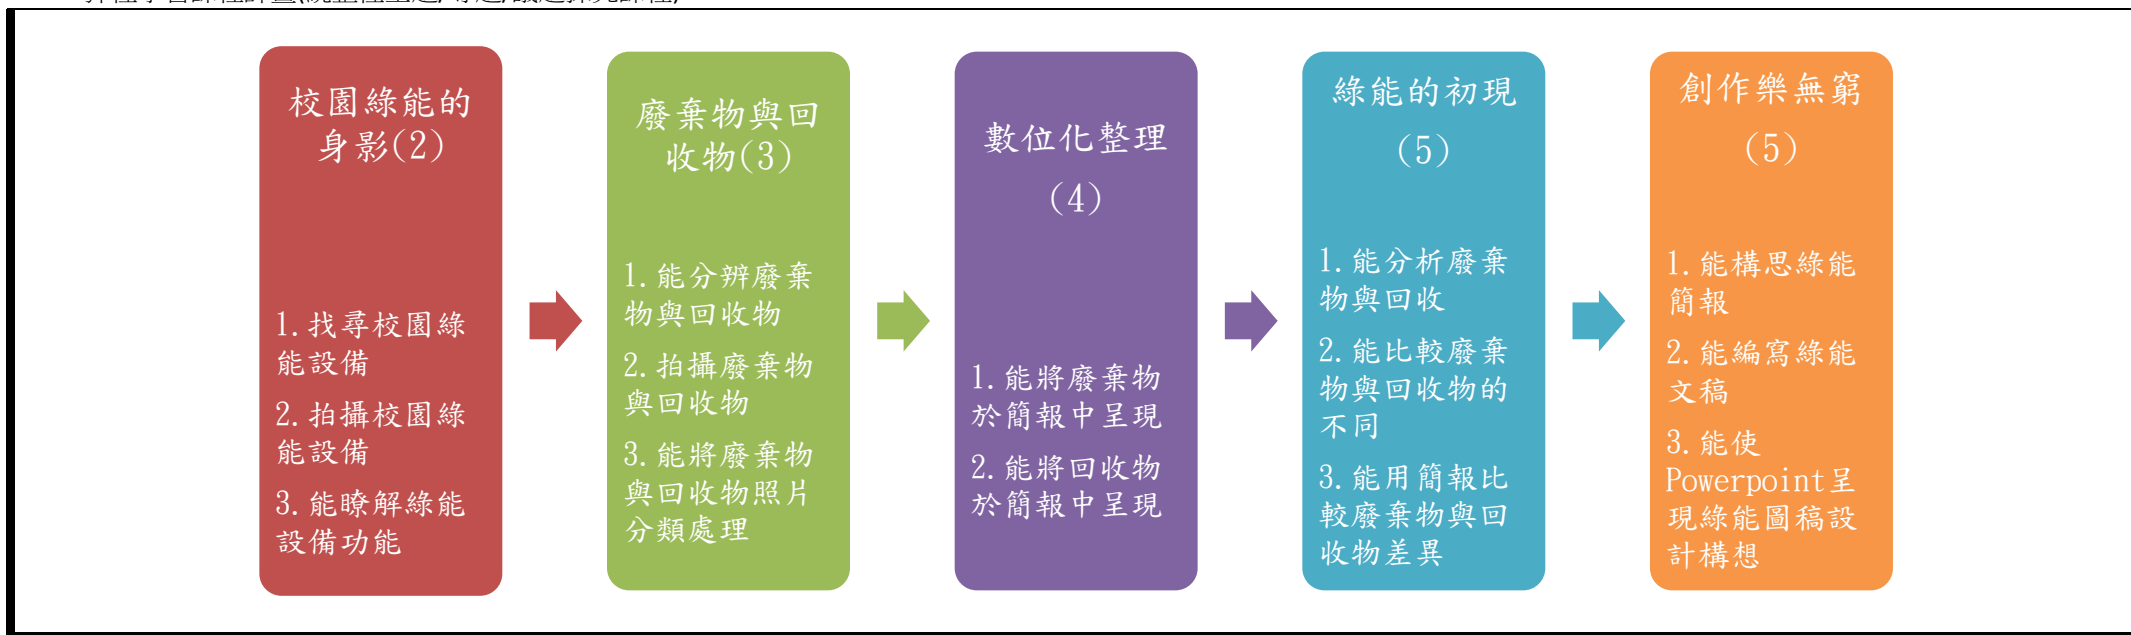 校園綠能的
身影(2)
1.找尋校園綠
能設備
2.拍攝校園綠
能設備
3.能瞭解綠能
設備功能
廢棄物與回
收物(3)
1.能分辨廢棄
物與回收物
2.拍攝廢棄物
與回收物
3.能將廢棄物
與回收物照片
分類處理
數位化整理
(4)
1.能將廢棄物
於簡報中呈現
2.能將回收物
於簡報中呈現
綠能的初現
(5)
1.能分析廢棄
物與回收
2.能比較廢棄
物與回收物的
不同
3.能用簡報比
較廢棄物與回
收物差異
創作樂無窮
(5)
1.能構思綠能
簡報
2.能編寫綠能
文稿
3.能使
Powerpoint呈
現綠能圖稿設
計構想